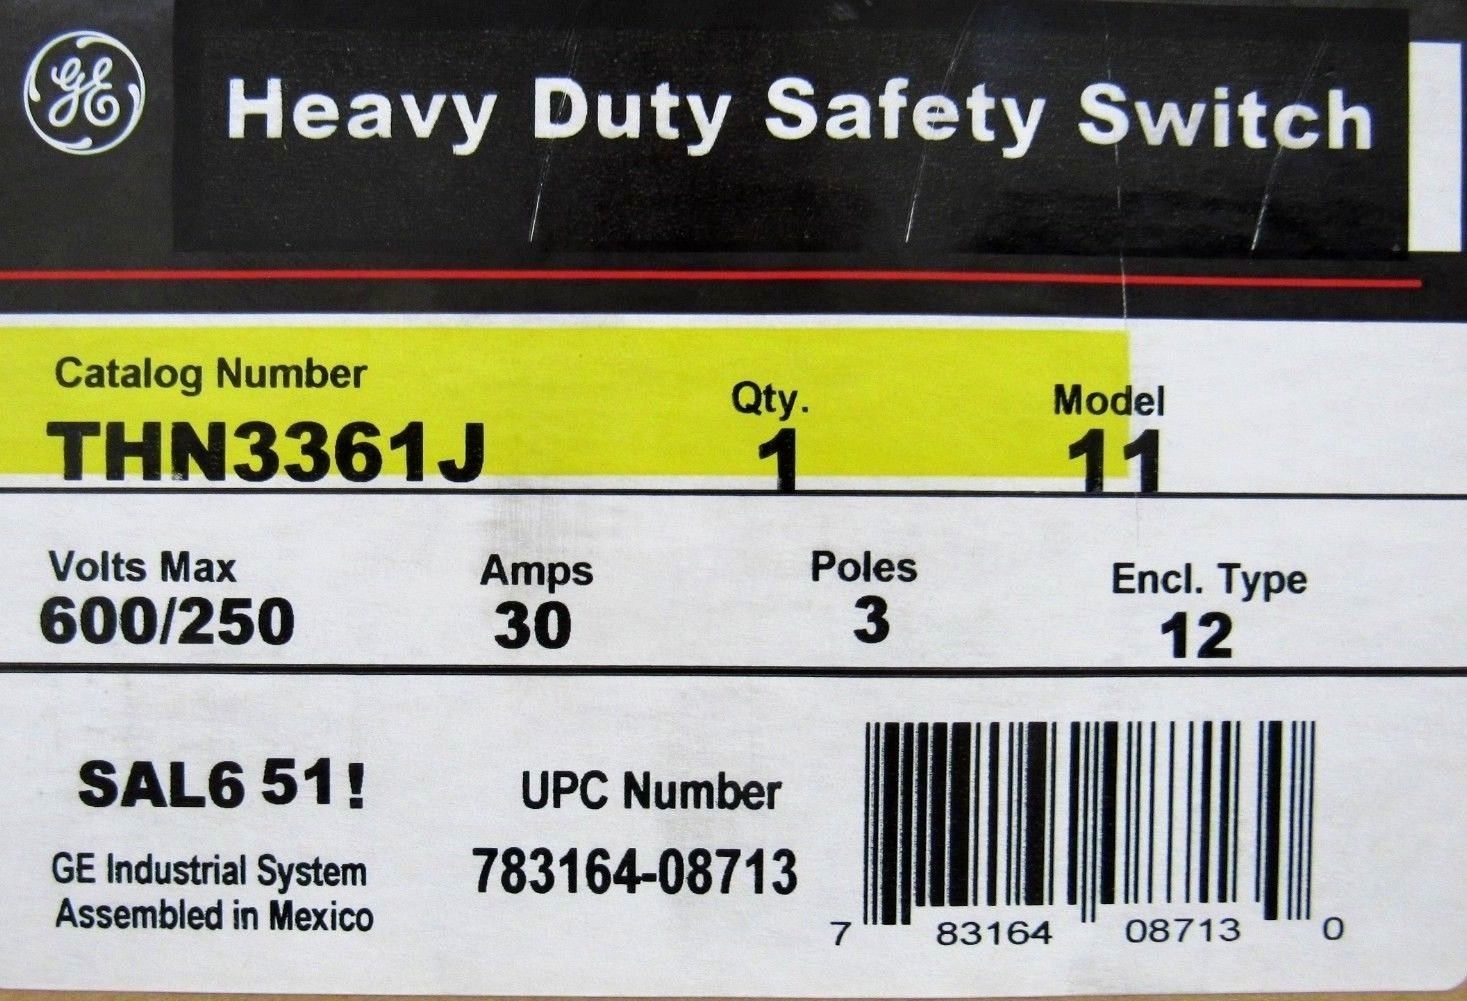 GE
Heavy Duty Safety Switch
Catalog Number
Qty.
Model
THN3361J
1
11
Volts Max
Amps
Poles
Encl. Type
600/250
30
3
12
SAL6 51!
UPC Number
GE Industrial System
783164-08713
Assembled in Mexico
7 83164 08713 0